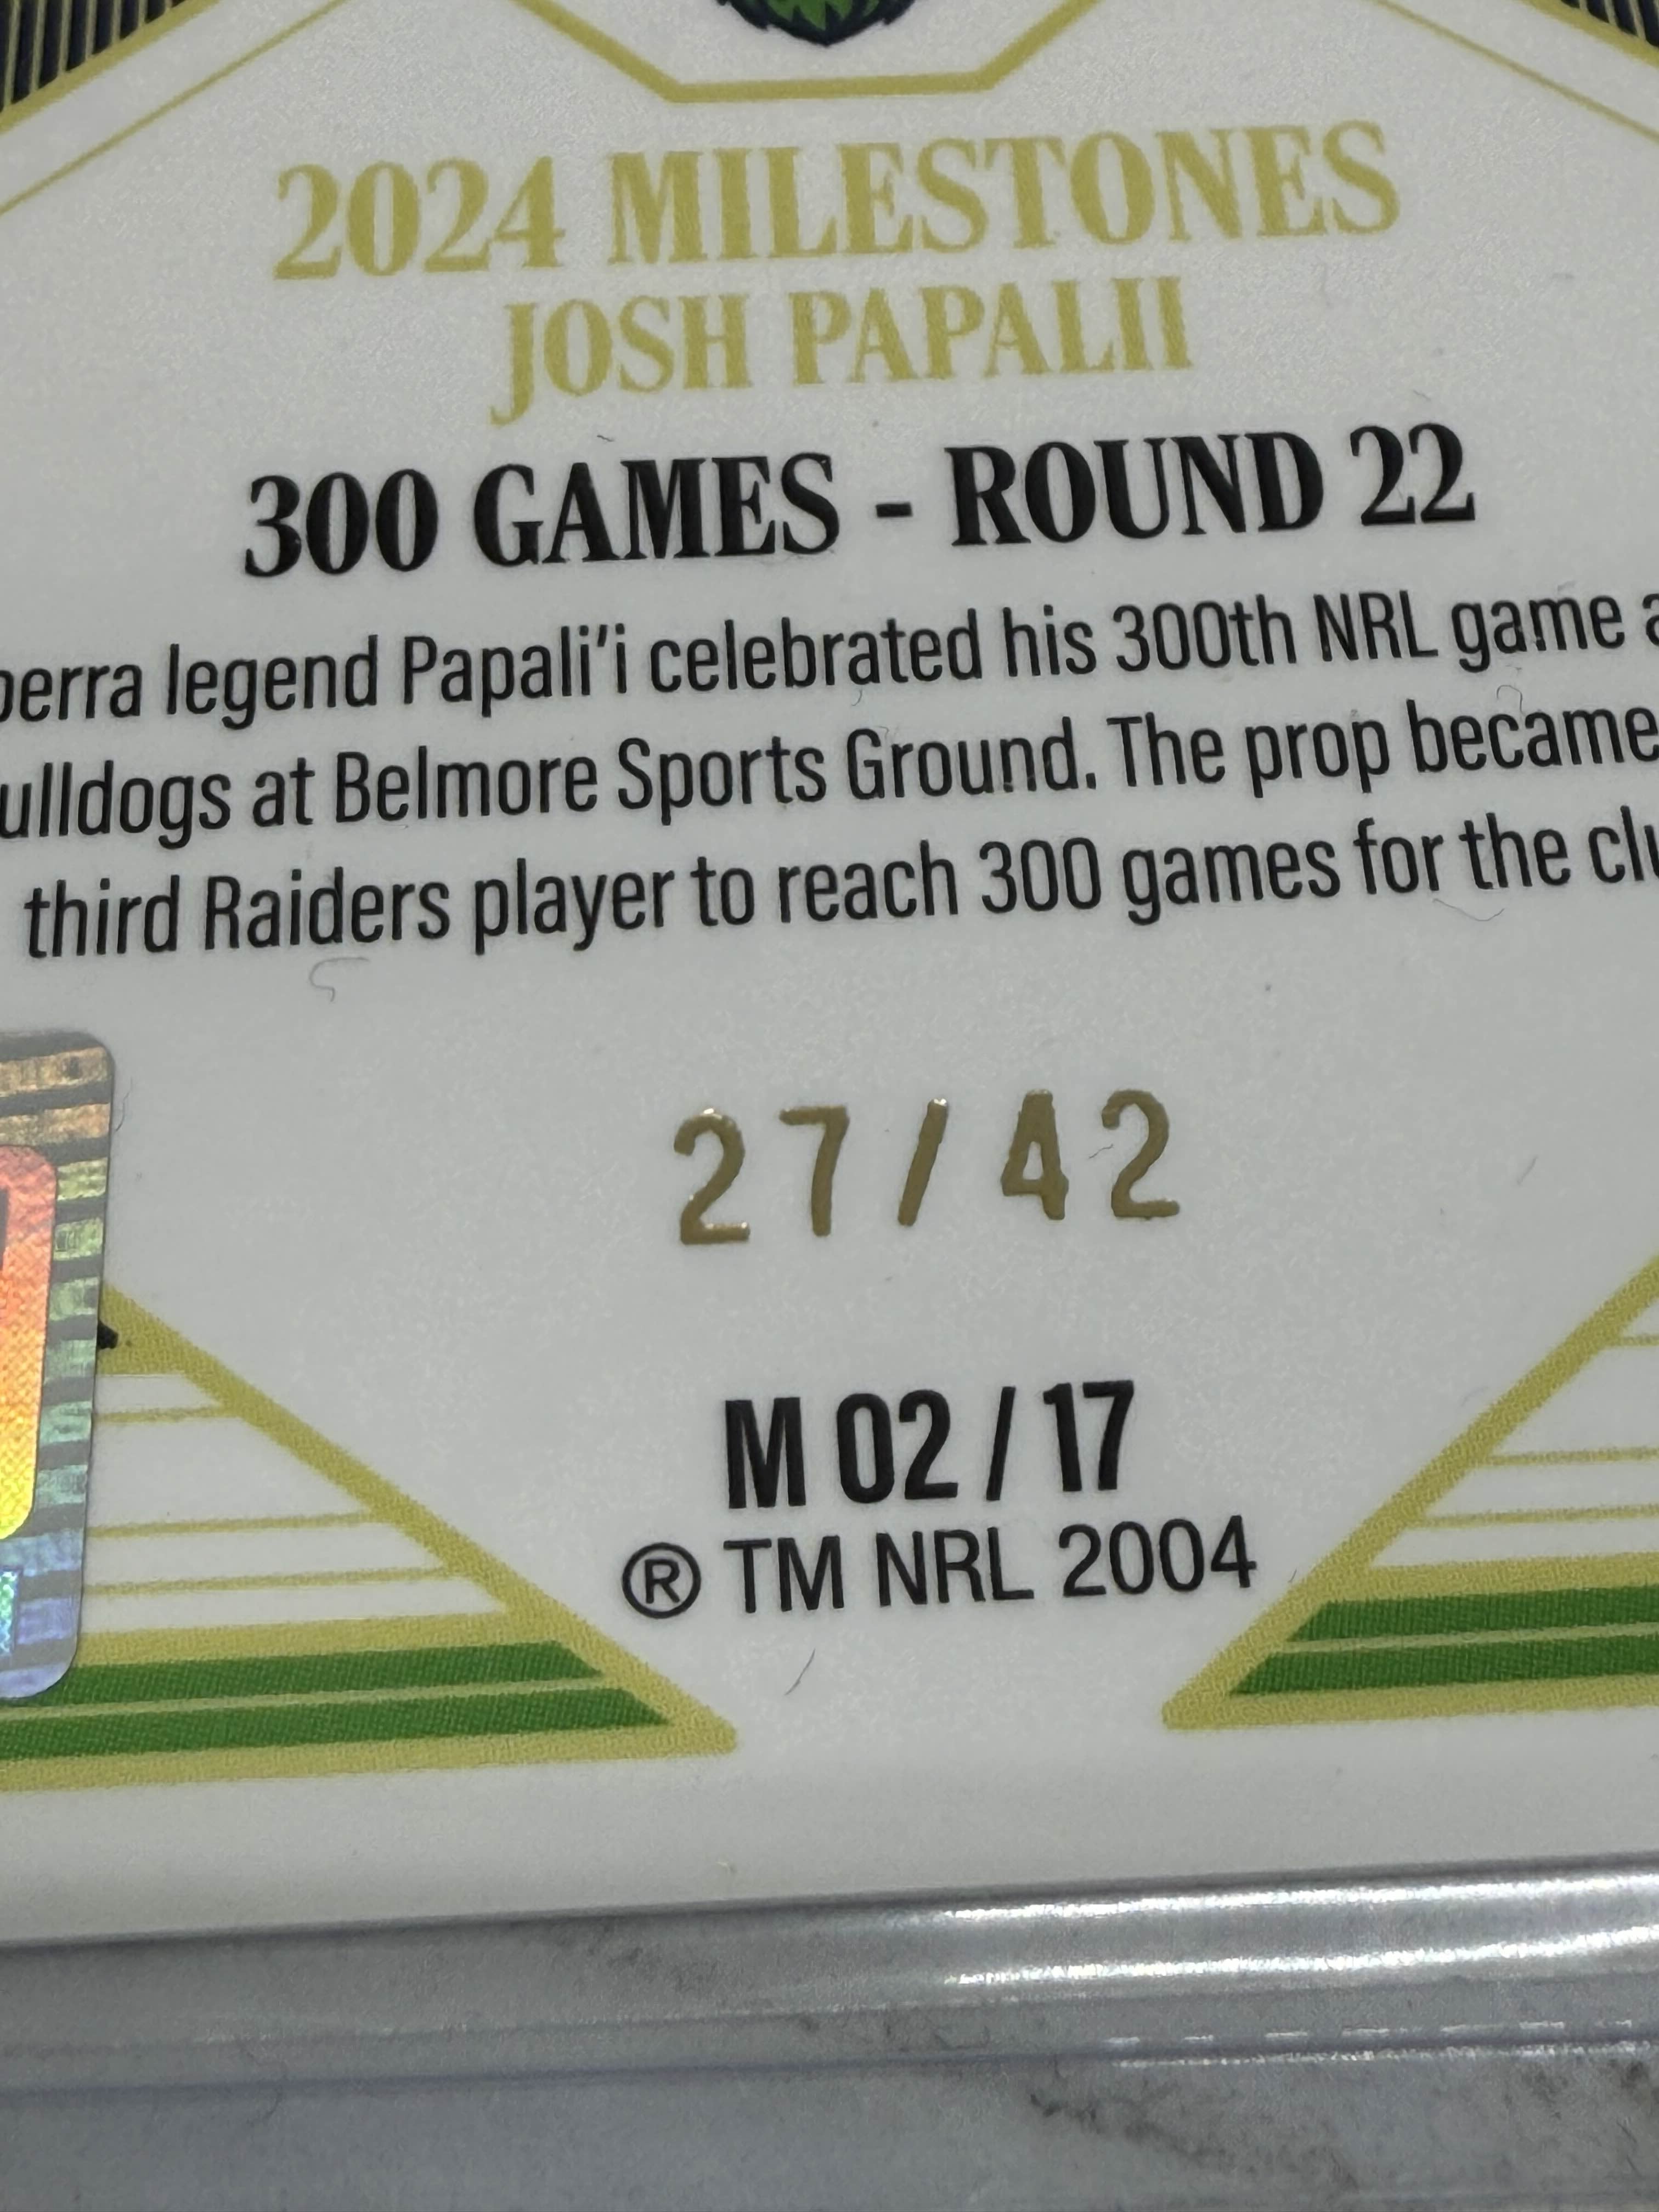 2024 MILESTONES
JOSH PAPALII
300 GAMES - ROUND 22
legend Papali'i celebrated his 300th NRL game
at Belmore Sports Ground. The prop became
third Raiders player to reach 300 games for the
27/42
M 02 / 17
® TM NRL 2004